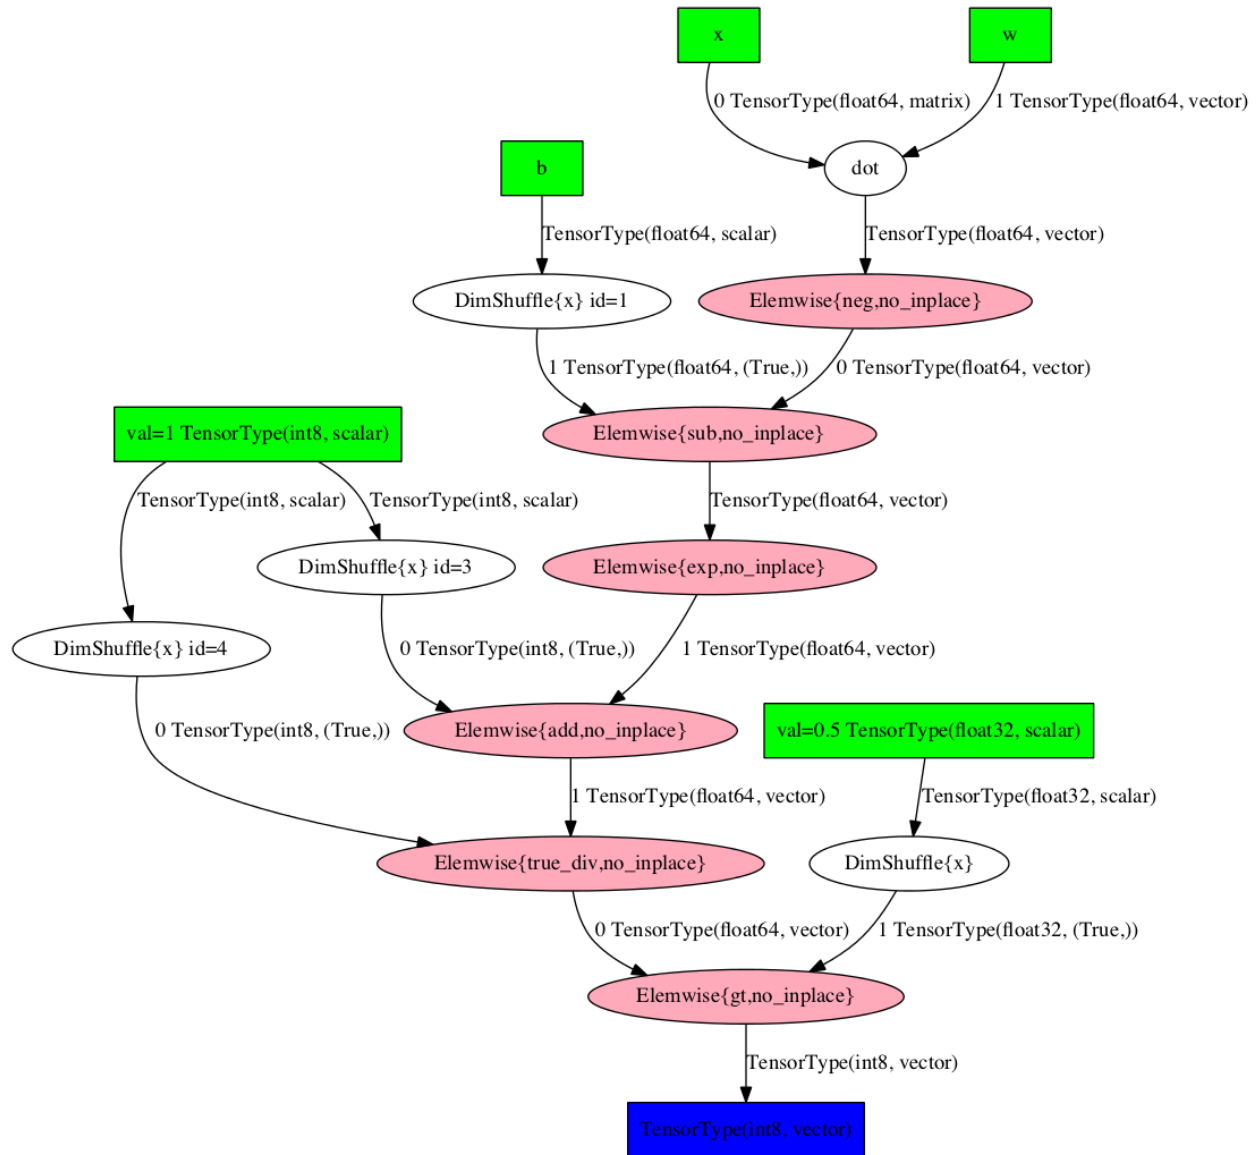 x
w
0 TensorType(float64, matrix)
1 TensorType(float64, vector)
b
dot
TensorType(float64, scalar)
TensorType(float64, vector)
DimShuffle{x} id=1
Elemwise{neg,no_inplace}
1 TensorType(float64, (True,))
0 TensorType(float64, vector)
val=1 TensorType(int8, scalar)
Elemwise{sub,no_inplace}
TensorType(int8, scalar)
TensorType(int8, scalar)
TensorType(float64, vector)
DimShuffle{x} id=3
Elemwise{exp,no_inplace}
DimShuffle{x} id=4
0 TensorType(int8, (True,))
1 TensorType(float64, vector)
0 TensorType(int8, (True,))
Elemwise{add,no_inplace}
val=0.5 TensorType(float32, scalar)
1 TensorType(float64, vector)
TensorType(float32, scalar)
Elemwise{true_div,no_inplace}
DimShuffle{x}
0 TensorType(float64, vector)
1 TensorType(float32, (True,))
Elemwise{gt,no_inplace}
TensorType(int8, vector)
TensorType(int8, vector)